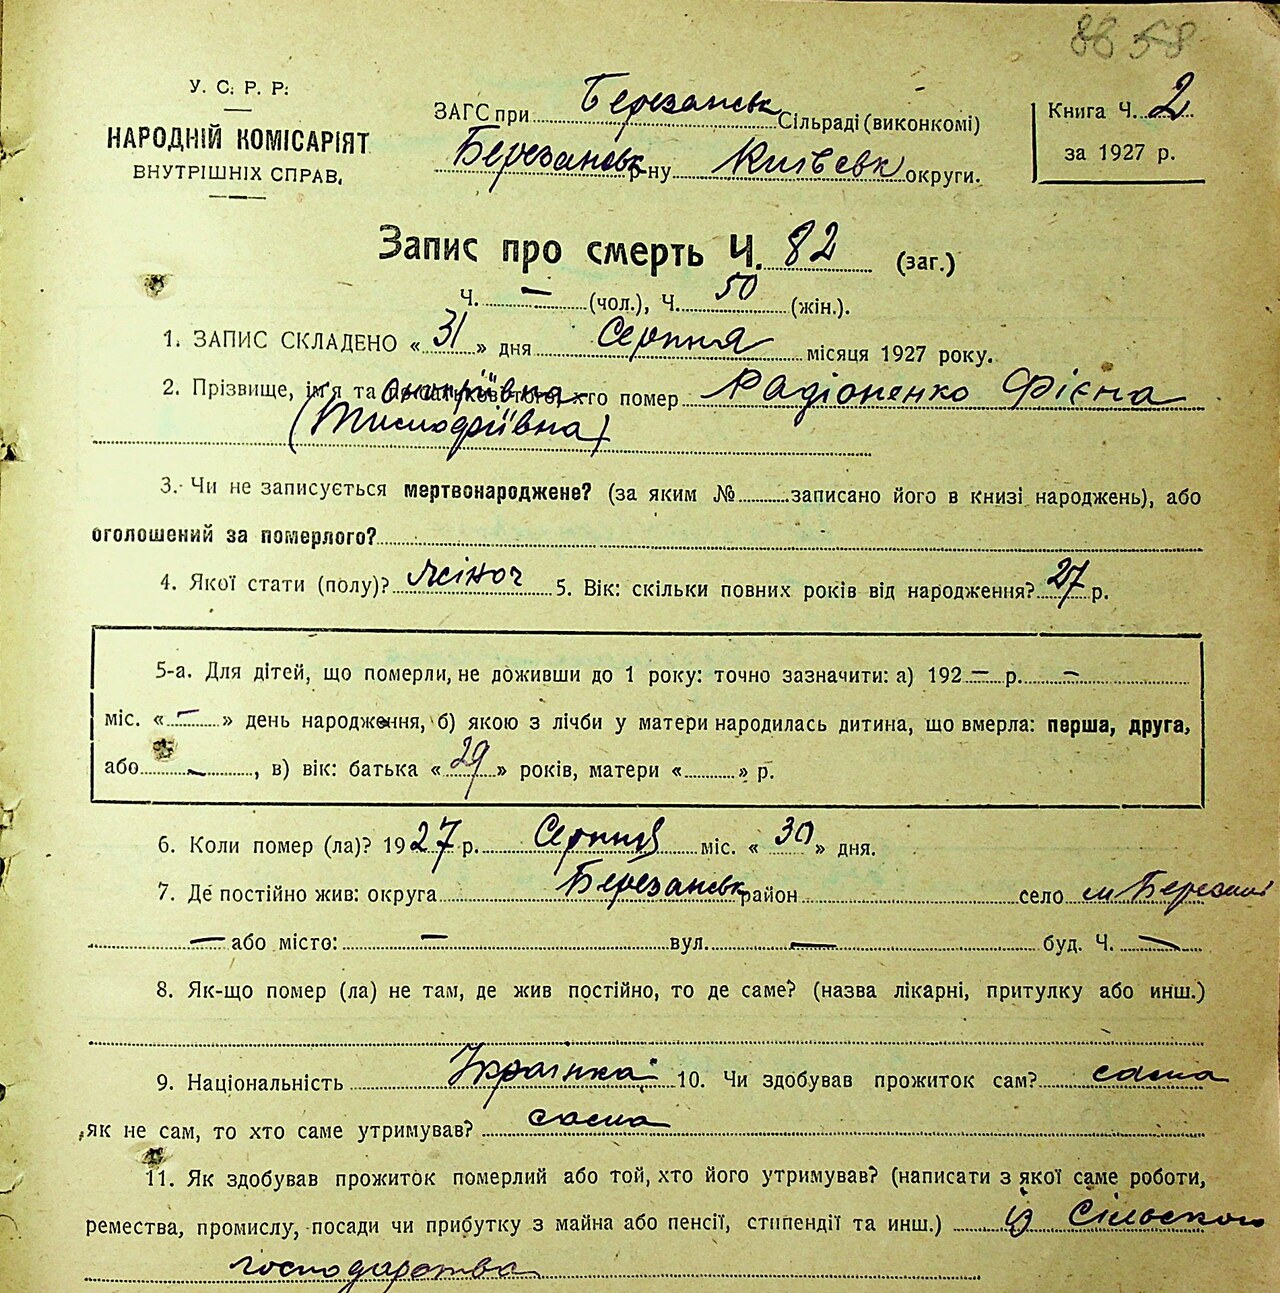 88 58
У. С. Р. Р.
НАРОДНІЙ КОМІСАРІЯТ
ВНУТРІШНІХ СПРАВ,
ЗАГС при Березанськ Сільраді (виконкомі)
Березанськ р-ну Київськ округи.
Книга Ч. 2
за 1927 р.
Запис про смерть Ч. 82 (заг.)
Ч. — (чол.), Ч. 50 (жін.).
1. ЗАПИС СКЛАДЕНО « 31 » дня Серпня місяця 1927 року.
2. Прізвище, ім'я та по батькові того, хто помер Радіоненко Фієна
3. Чи не записується мертвонароджене? (за яким № записано його в книзі народжень), або
оголошений за померлого?
4. Якої стати (полу)? жіноч 5. Вік: скільки повних років від народження? 27 р.
5-а. Для дітей, що померли, не доживши до 1 року: точно зазначити: а) 192 — р. —
міс. « — » день народження, б) якою з лічби у матери народилась дитина, що вмерла: перша, друга,
або — , в) вік: батька « 29 » років, матери « » р.
6. Коли помер (ла)? 1927 р. Серпня міс. « 30 » дня.
7. Де постійно жив: округа Березанськ район село м Березані
— або місто: — вул. — буд. Ч. —
8. Як-що помер (ла) не там, де жив постійно, то де саме? (назва лікарні, притулку або инш.)
9. Національність Українка 10. Чи здобував прожиток сам? сама
як не сам, то хто саме утримував? сама
11. Як здобував прожиток померлий або той, хто його утримував? (написати з якої саме роботи,
ремества, промислу, посади чи прибутку з майна або пенсії, стипендії та инш.) із Сільського
господарства